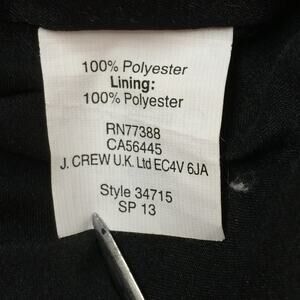 100% Polyester
Lining:
100% Polyester
RN77388
CA56445
J. CREW U.K. Ltd EC4V 6JA
Style 34715
SP 13